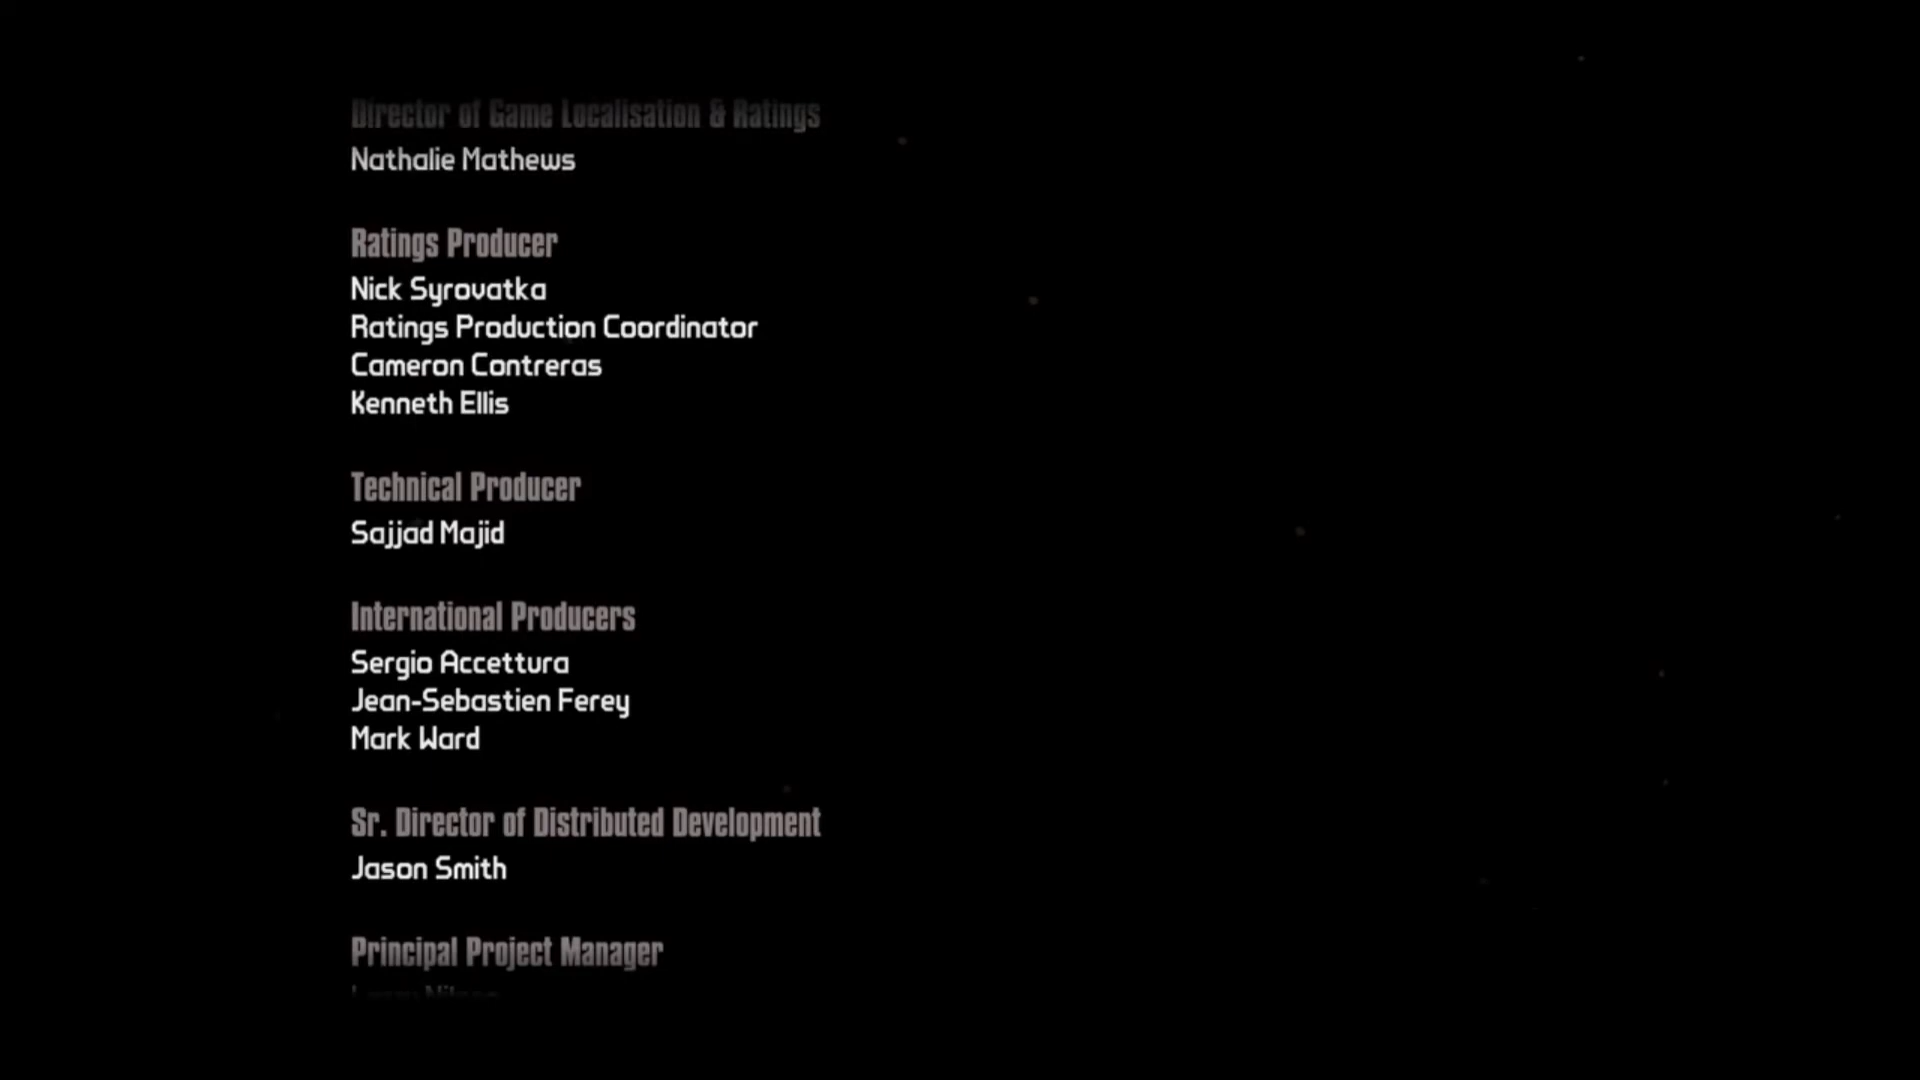 Director of Game Localisation & Ratings
Nathalie Mathews
Ratings Producer
Nick Syrovatka
Ratings Production Coordinator
Cameron Contreras
Kenneth Ellis
Technical Producer
Sajjad Majid
International Producers
Sergio Accettura
Jean-Sebastien Ferey
Mark Ward
Sr. Director of Distributed Development
Jason Smith
Principal Project Manager